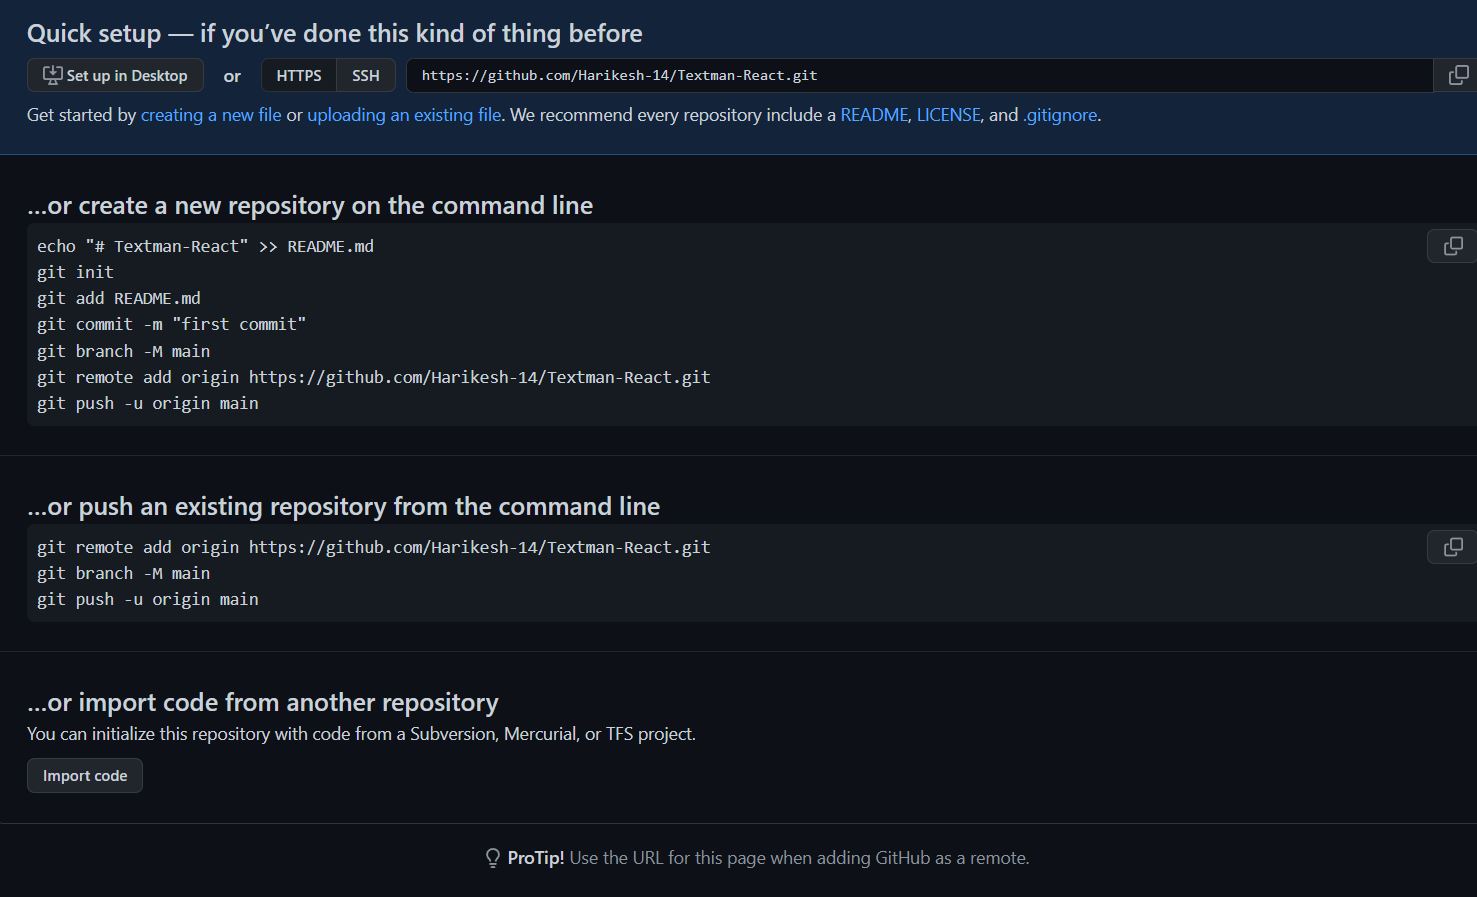 Quick setup — if you’ve done this kind of thing before
Set up in Desktop or HTTPS SSH https://github.com/Harikesh-14/Textman-React.git
Get started by creating a new file or uploading an existing file. We recommend every repository include a README, LICENSE, and .gitignore.
…or create a new repository on the command line
echo "# Textman-React" >> README.md
git init
git add README.md
git commit -m "first commit"
git branch -M main
git remote add origin https://github.com/Harikesh-14/Textman-React.git
git push -u origin main
…or push an existing repository from the command line
git remote add origin https://github.com/Harikesh-14/Textman-React.git
git branch -M main
git push -u origin main
…or import code from another repository
You can initialize this repository with code from a Subversion, Mercurial, or TFS project.
Import code
ProTip! Use the URL for this page when adding GitHub as a remote.